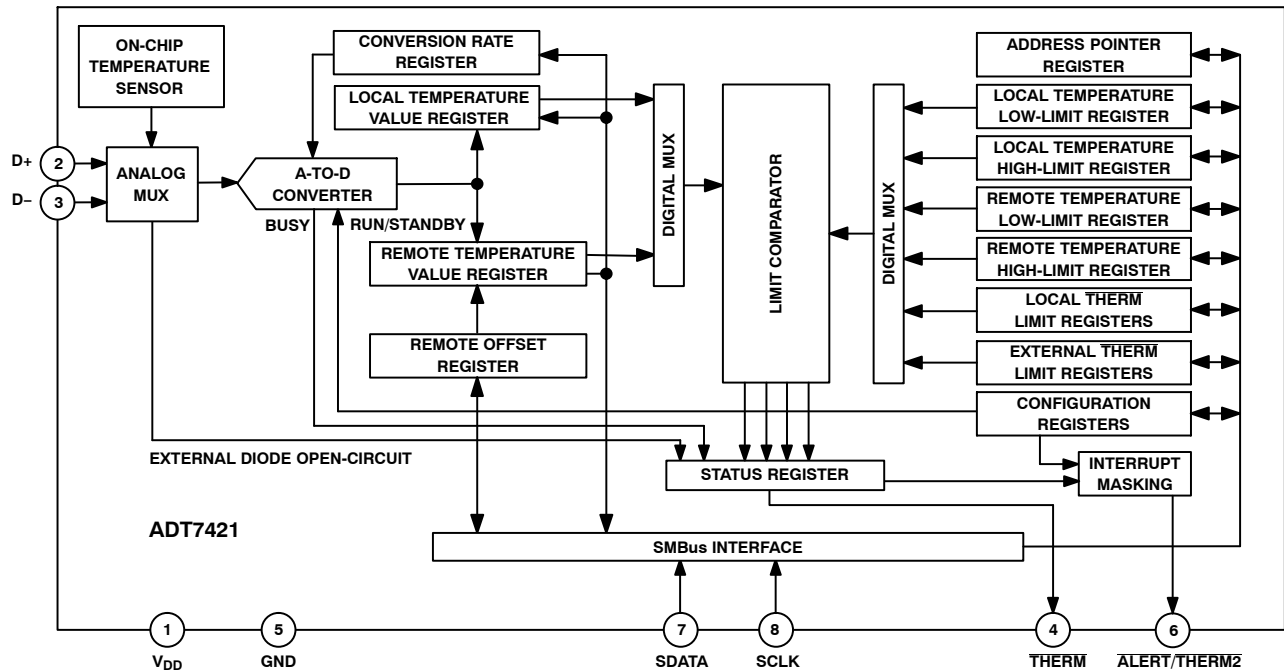 ON-CHIP
TEMPERATURE
SENSOR
CONVERSION RATE
REGISTER
LOCAL TEMPERATURE
VALUE REGISTER
D+
2
D−
3
ANALOG
MUX
A-TO-D
CONVERTER
BUSY
RUN/STANDBY
REMOTE TEMPERATURE
VALUE REGISTER
REMOTE OFFSET
REGISTER
DIGITAL MUX
LIMIT COMPARATOR
DIGITAL MUX
ADDRESS POINTER
REGISTER
LOCAL TEMPERATURE
LOW-LIMIT REGISTER
LOCAL TEMPERATURE
HIGH-LIMIT REGISTER
REMOTE TEMPERATURE
LOW-LIMIT REGISTER
REMOTE TEMPERATURE
HIGH-LIMIT REGISTER
LOCAL THERM
LIMIT REGISTERS
EXTERNAL THERM
LIMIT REGISTERS
CONFIGURATION
REGISTERS
EXTERNAL DIODE OPEN-CIRCUIT
STATUS REGISTER
INTERRUPT
MASKING
ADT7421
SMBus INTERFACE
1
5
7
8
4
6
VDD
GND
SDATA
SCLK
THERM
ALERT/THERM2